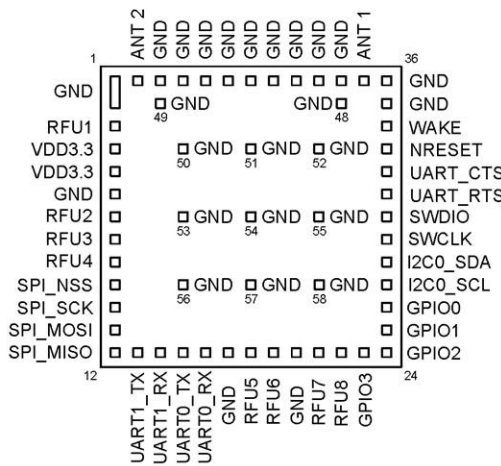 ANT 2
GND
GND
GND
GND
GND
GND
GND
GND
GND
ANT 1
1
36
GND
RFU1
VDD3.3
VDD3.3
GND
RFU2
RFU3
RFU4
SPI_NSS
SPI_SCK
SPI_MOSI
SPI_MISO
12
GND GND
49 48
GND GND GND
50 51 52
GND GND GND
53 54 55
GND GND GND
56 57 58
GND
GND
WAKE
NRESET
UART_CTS
UART_RTS
SWDIO
SWCLK
I2C0_SDA
I2C0_SCL
GPIO0
GPIO1
GPIO2
24
UART1_TX
UART1_RX
UART0_TX
UART0_RX
GND
RFU5
RFU6
GND
RFU7
RFU8
GPIO3